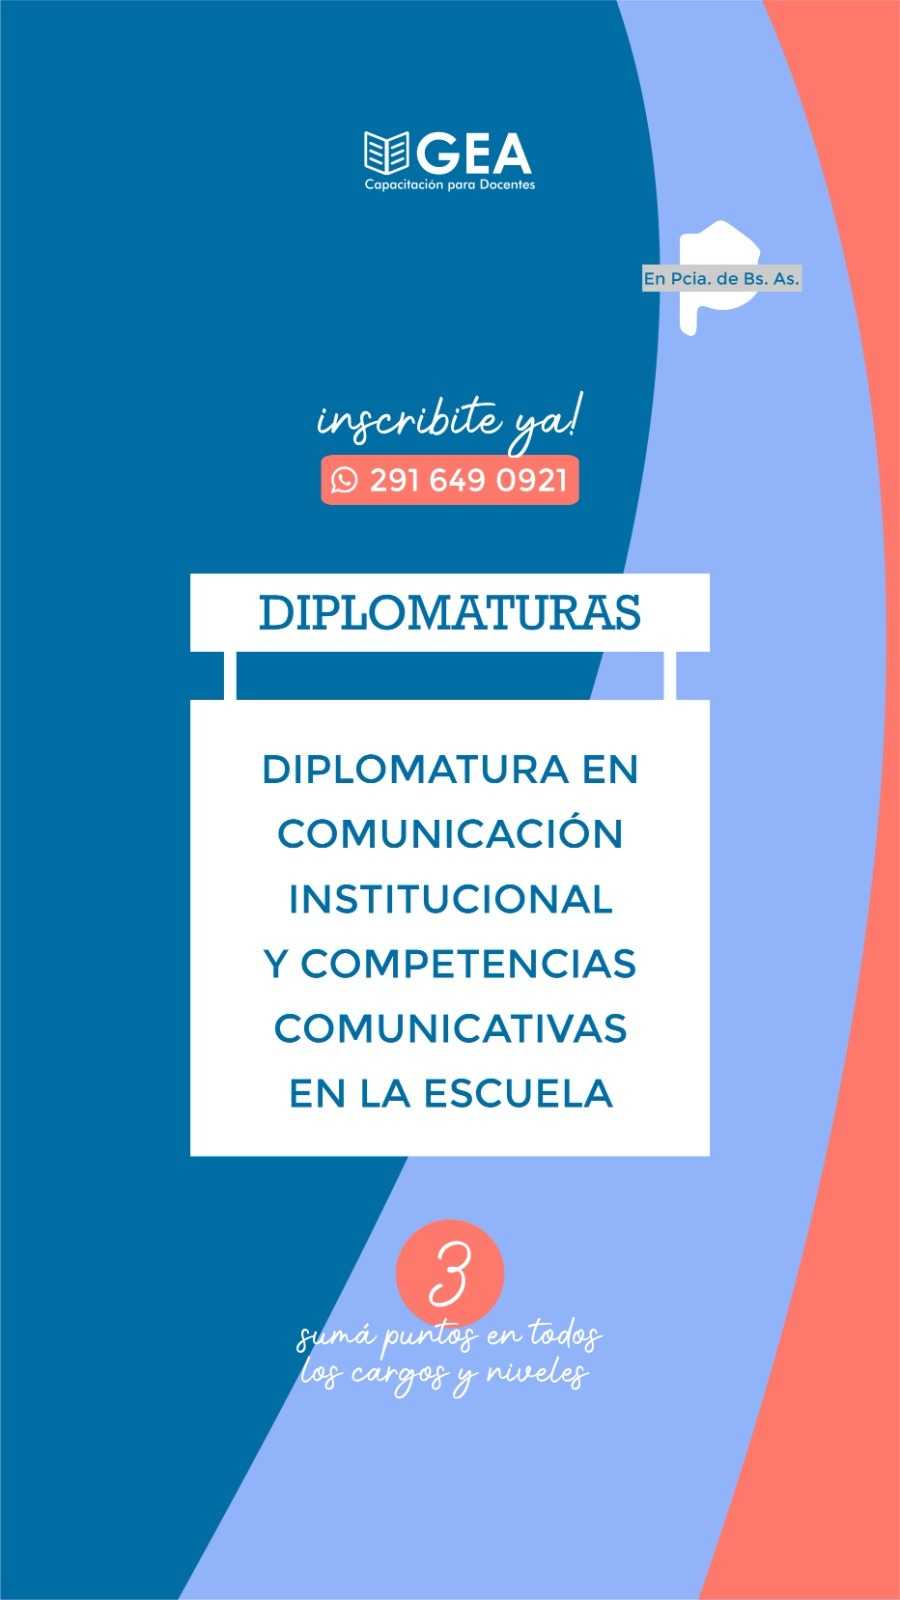 GEA
Capacitación para Docentes
En Pcia. de Bs. As.
inscribite ya!
291 649 0921
DIPLOMATURAS
DIPLOMATURA EN
COMUNICACIÓN
INSTITUCIONAL
Y COMPETENCIAS
COMUNICATIVAS
EN LA ESCUELA
3
sumá puntos en todos
los cargos y niveles